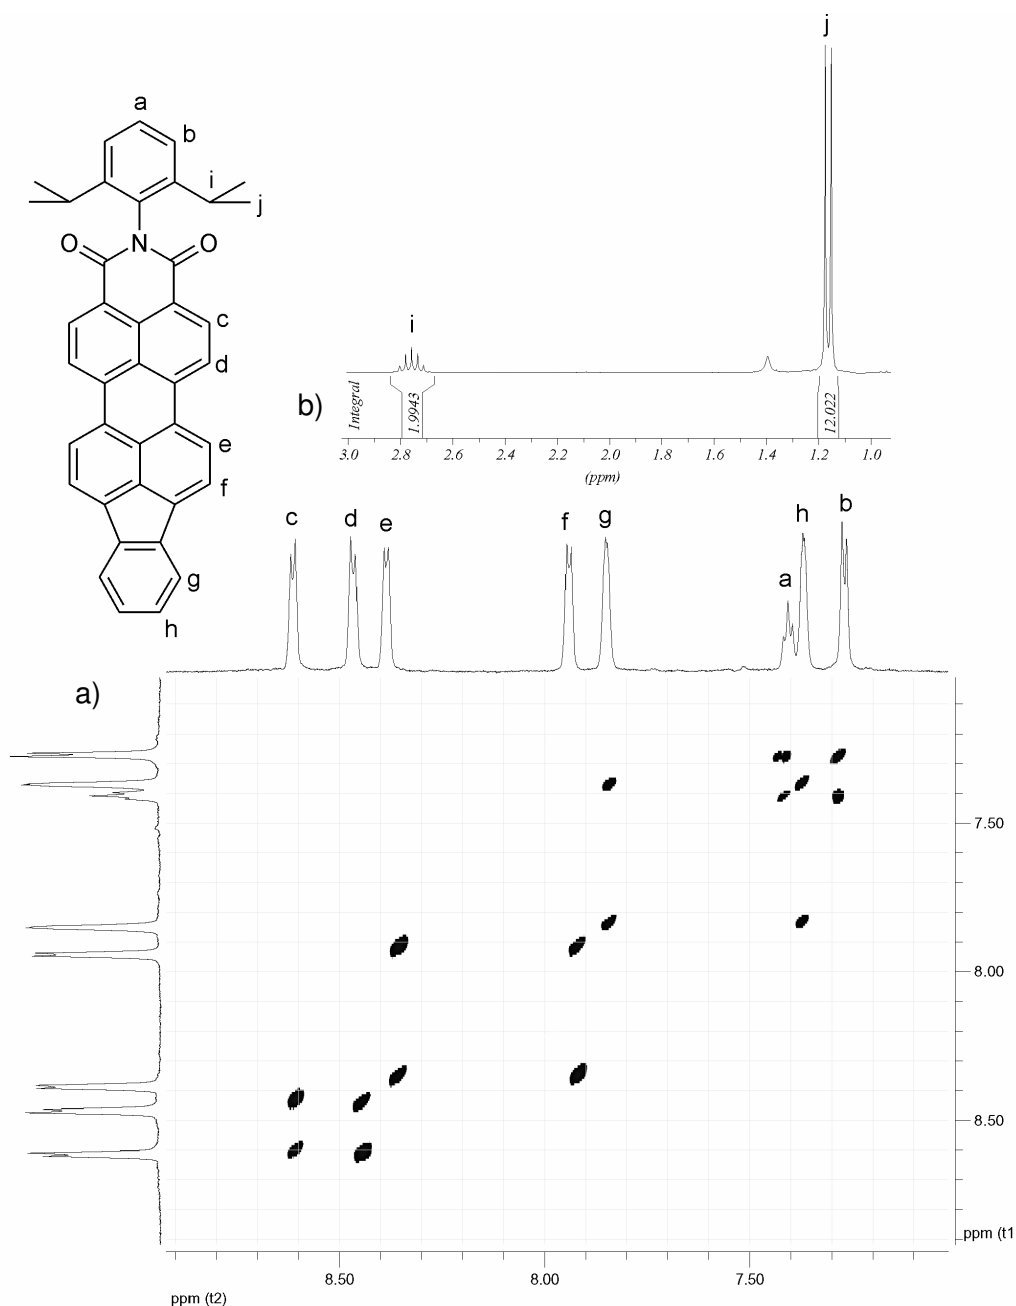 j
a
b
i
j
O
N
O
c
d
e
f
g
h
i
b)
Integral
1.9943
12.022
3.0 2.8 2.6 2.4 2.2 2.0 1.8 1.6 1.4 1.2 1.0
(ppm)
c d e f g a h b
a)
7.50
8.00
8.50
ppm (t1
8.50 8.00 7.50
ppm (t2)